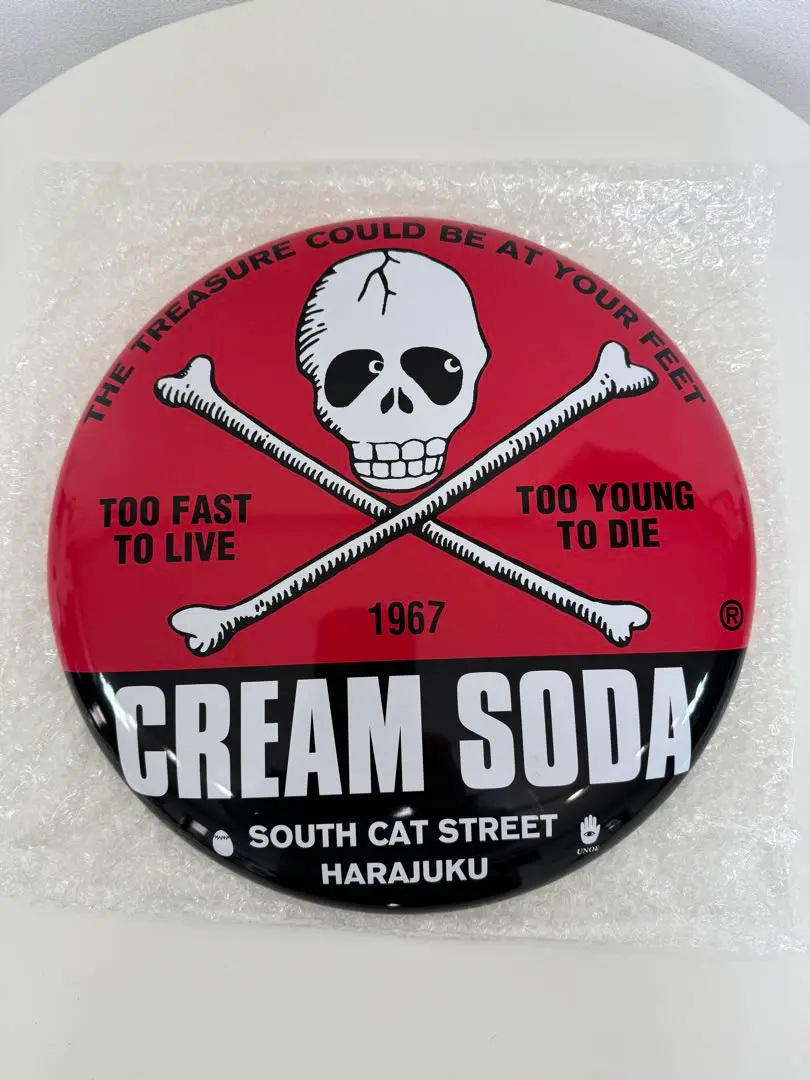 THE TREASURE COULD BE AT YOUR FEET
TOO FAST
TO LIVE
TOO YOUNG
TO DIE
1967
®
CREAM SODA
SOUTH CAT STREET
HARAJUKU